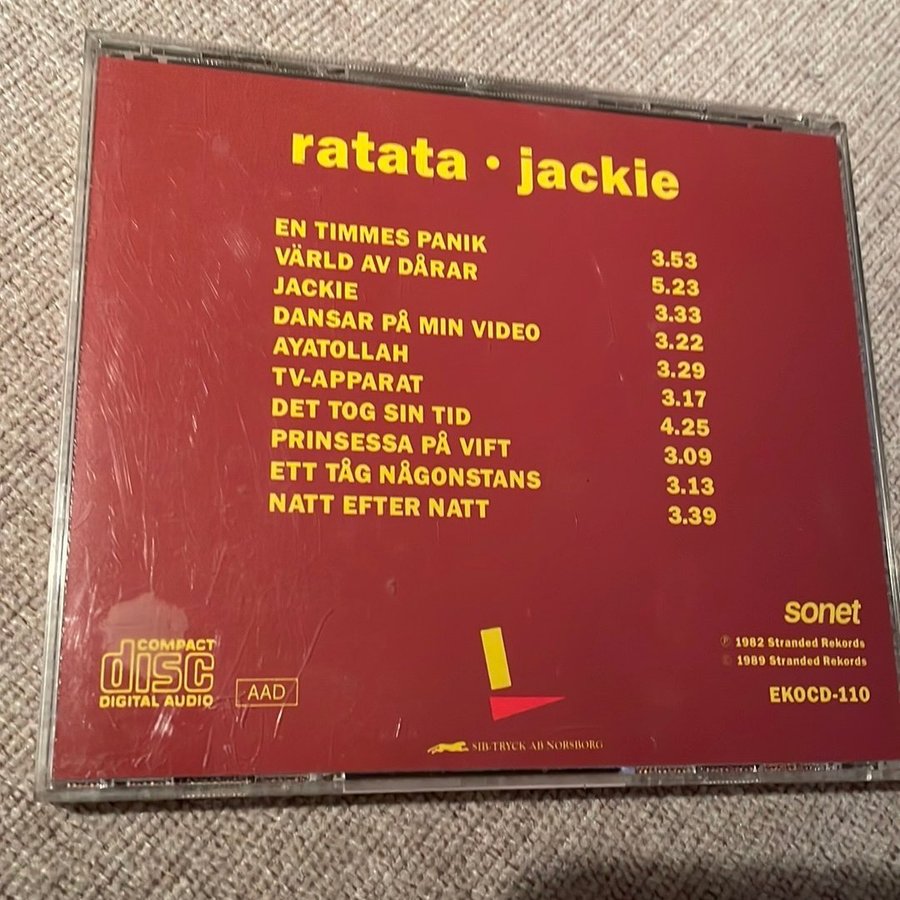 ratata • jackie
EN TIMMES PANIK 3.53
VÄRLD AV DÅRAR 5.23
JACKIE 3.33
DANSAR PÅ MIN VIDEO 3.22
AYATOLLAH 3.29
TV-APPARAT 3.17
DET TOG SIN TID 4.25
PRINSESSA PÅ VIFT 3.09
ETT TÅG NÅGONSTANS 3.13
NATT EFTER NATT 3.39
sonet
℗ 1982 Stranded Rekords
© 1989 Stranded Rekords
EKOCD-110
COMPACT
disc
DIGITAL AUDIO
AAD
SIB-TRYCK AB NORSBORG